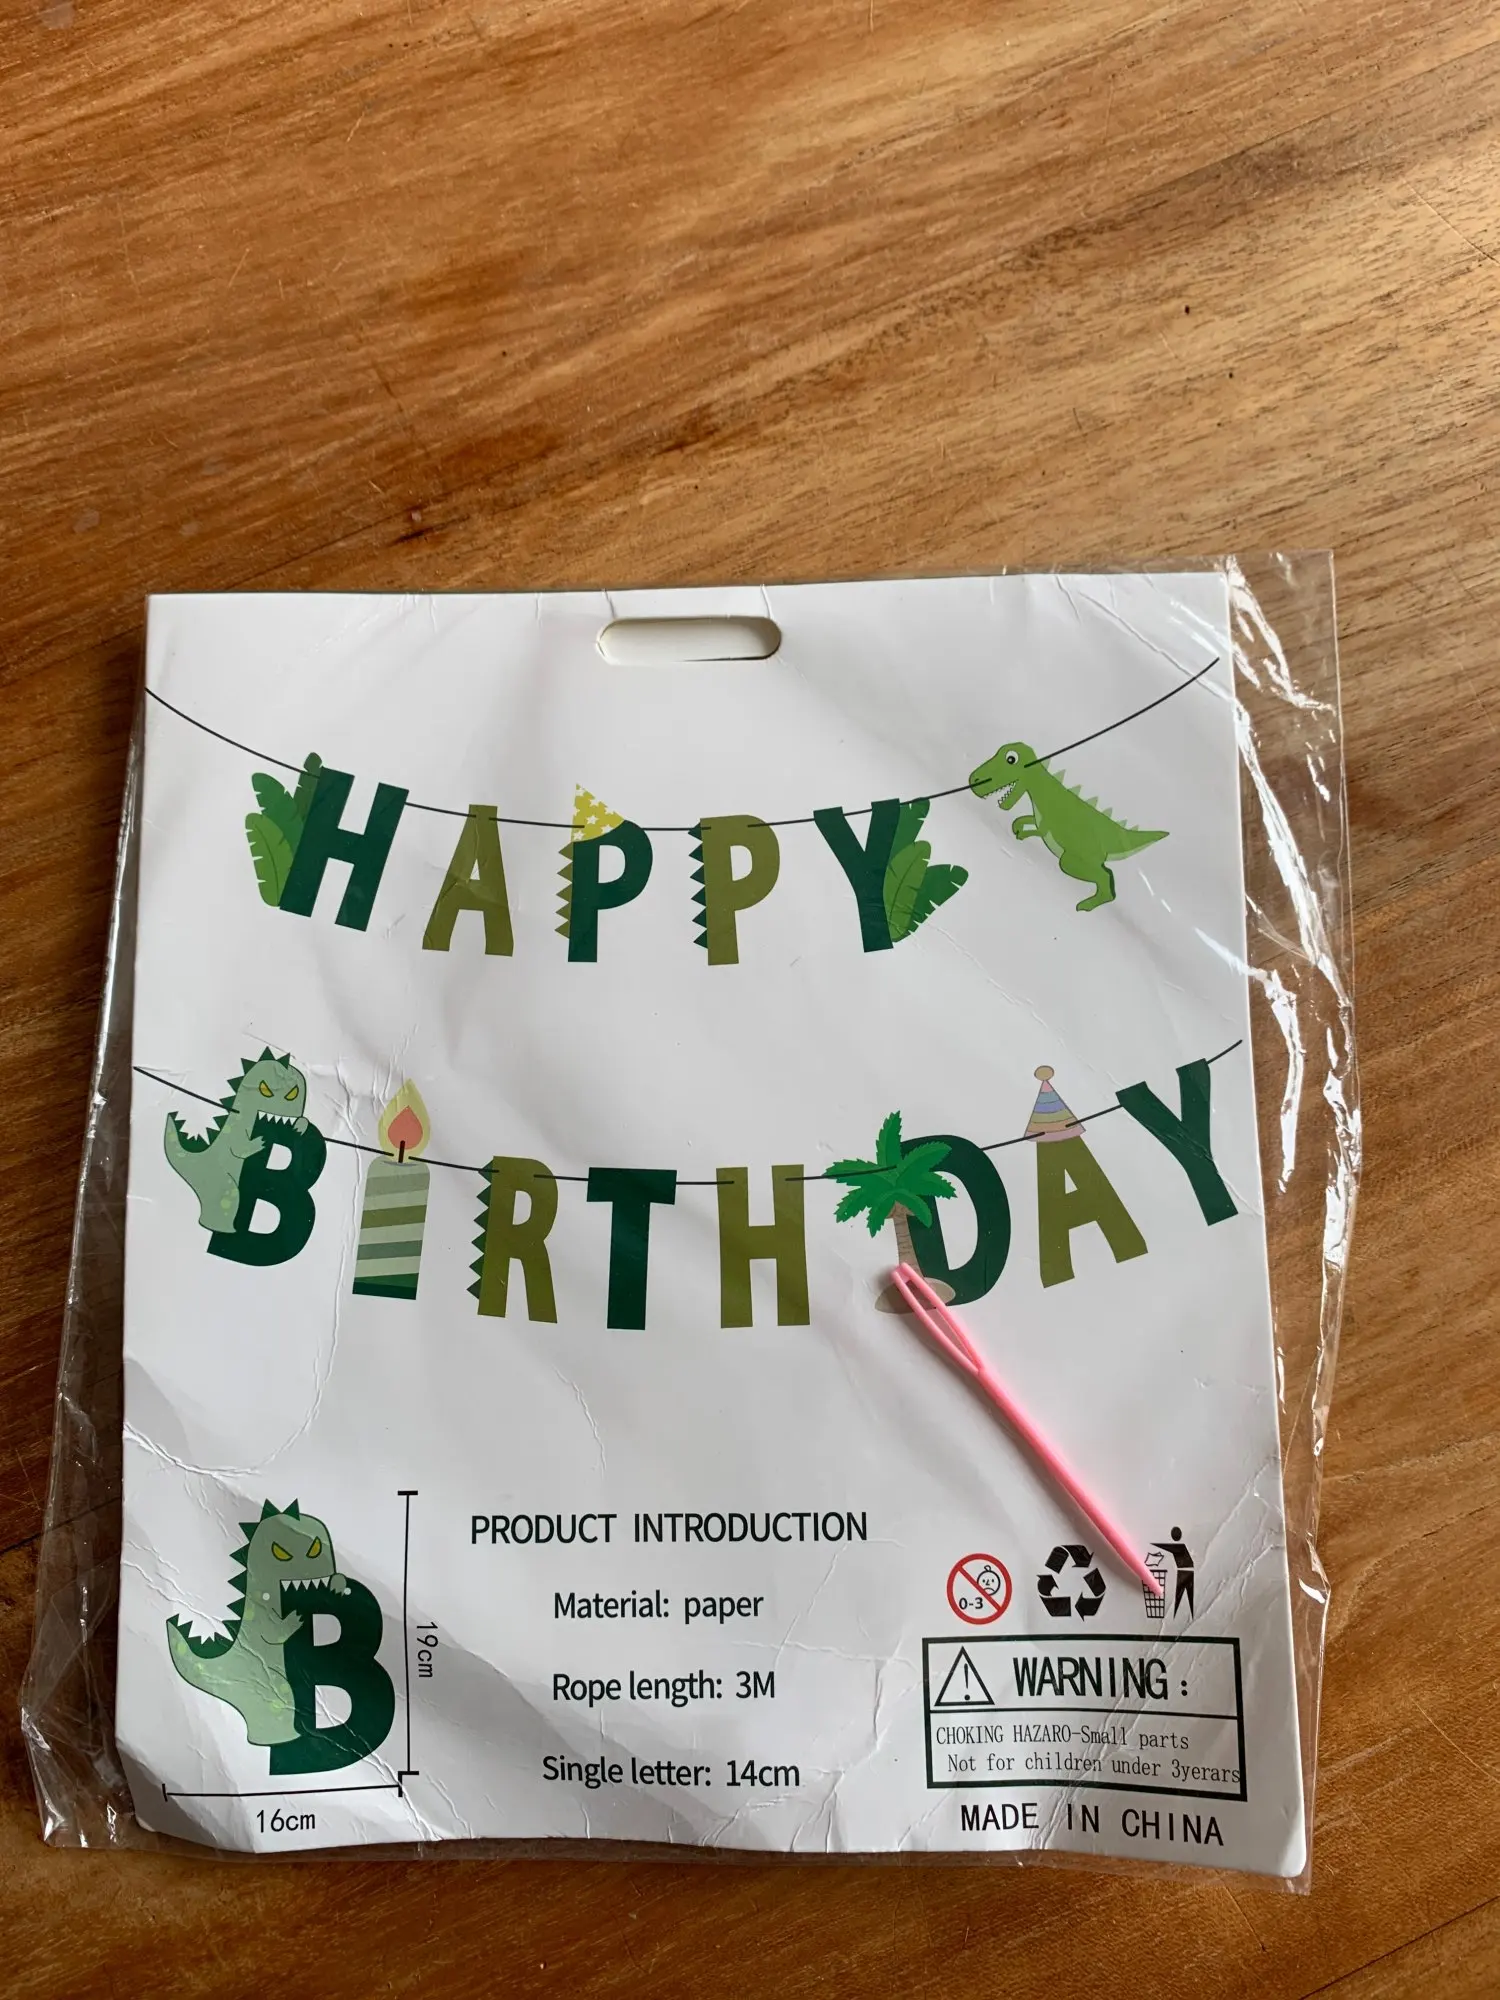 HAPPY
BIRTHDAY
PRODUCT INTRODUCTION
Material: paper
Rope length: 3M
Single letter: 14cm
B
19cm
16cm
0-3
WARNING:
CHOKING HAZARO-Small parts
Not for children under 3yerars
MADE IN CHINA